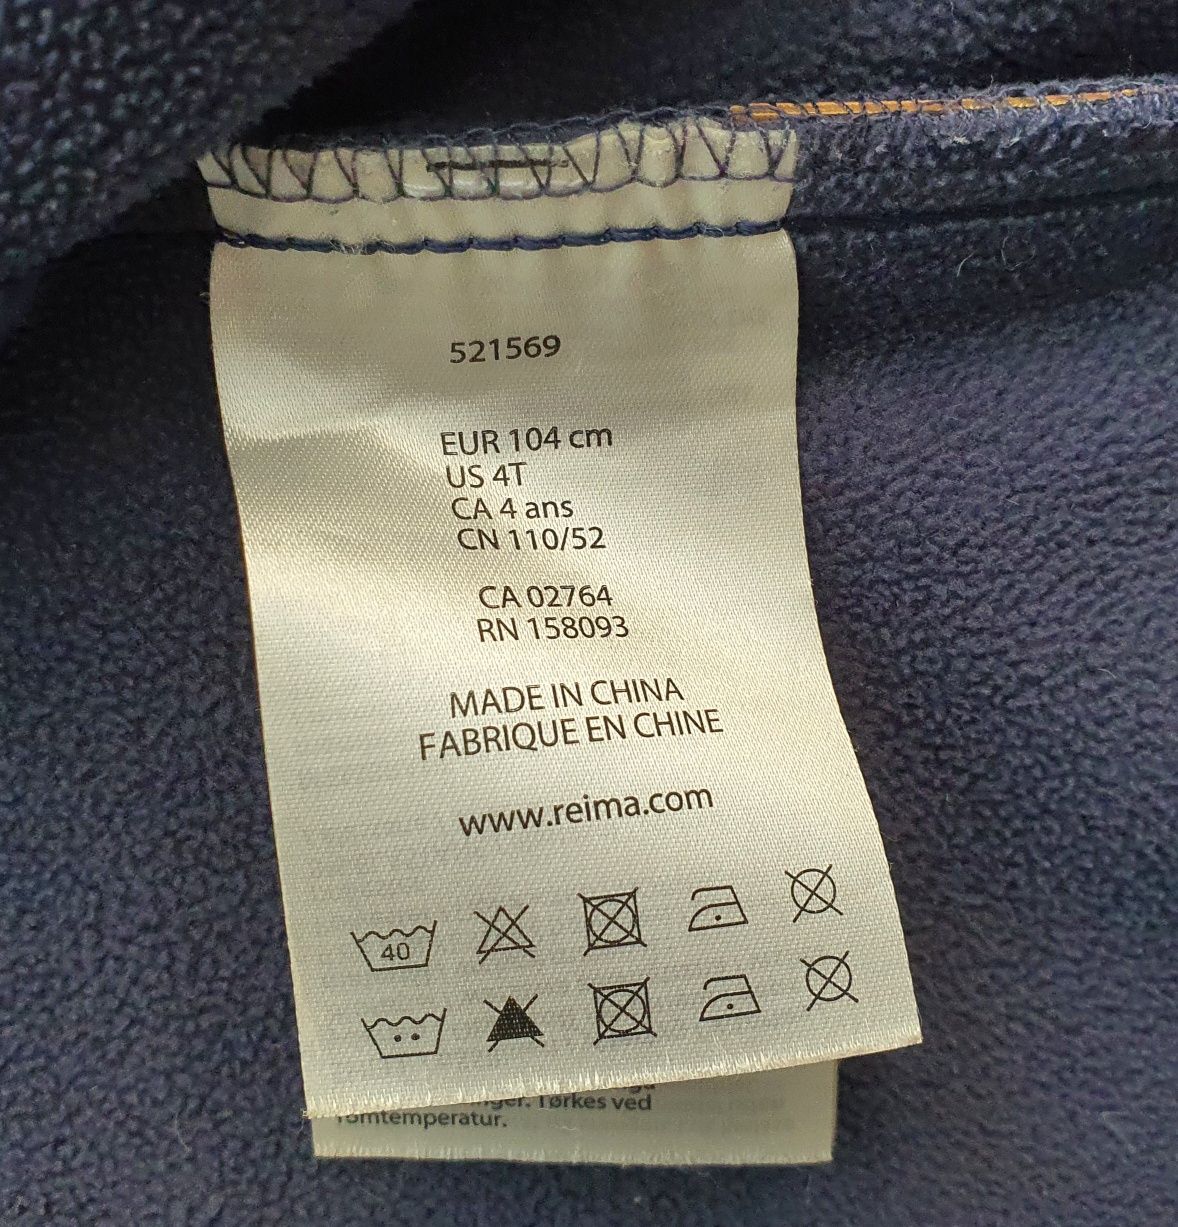 521569
EUR 104 cm
US 4T
CA 4 ans
CN 110/52
CA 02764
RN 158093
MADE IN CHINA
FABRIQUE EN CHINE
www.reima.com
40
Tørkes ved
romtemperatur.